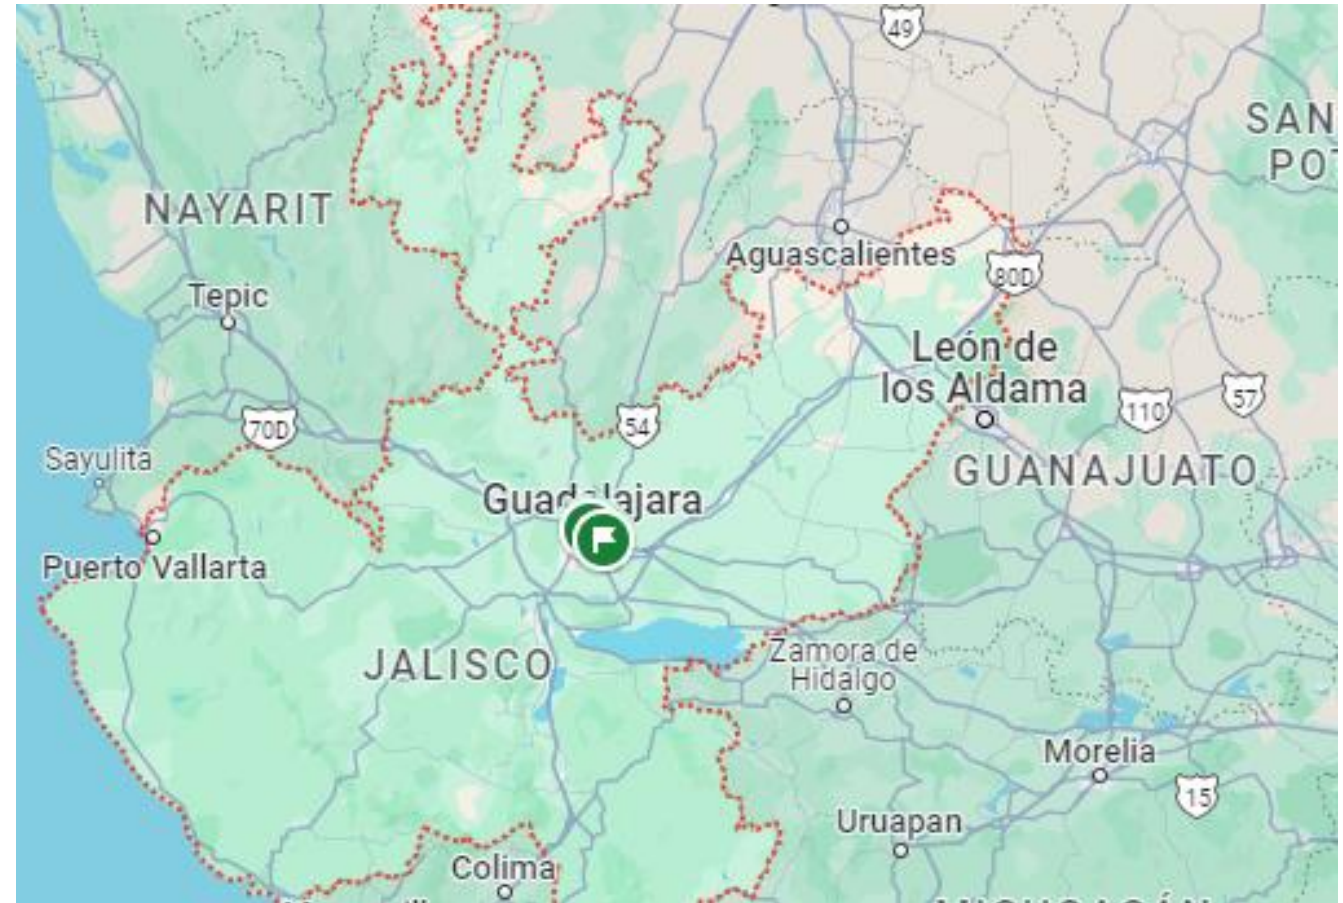 49
SAN
POT
NAYARIT
Aguascalientes
80D
Tepic
León de
los Aldama
110
57
70D
54
Sayulita
GUANAJUATO
Guadalajara
Puerto Vallarta
Zamora de
Hidalgo
JALISCO
Morelia
15
Uruapan
Colima
MICHOACÁN